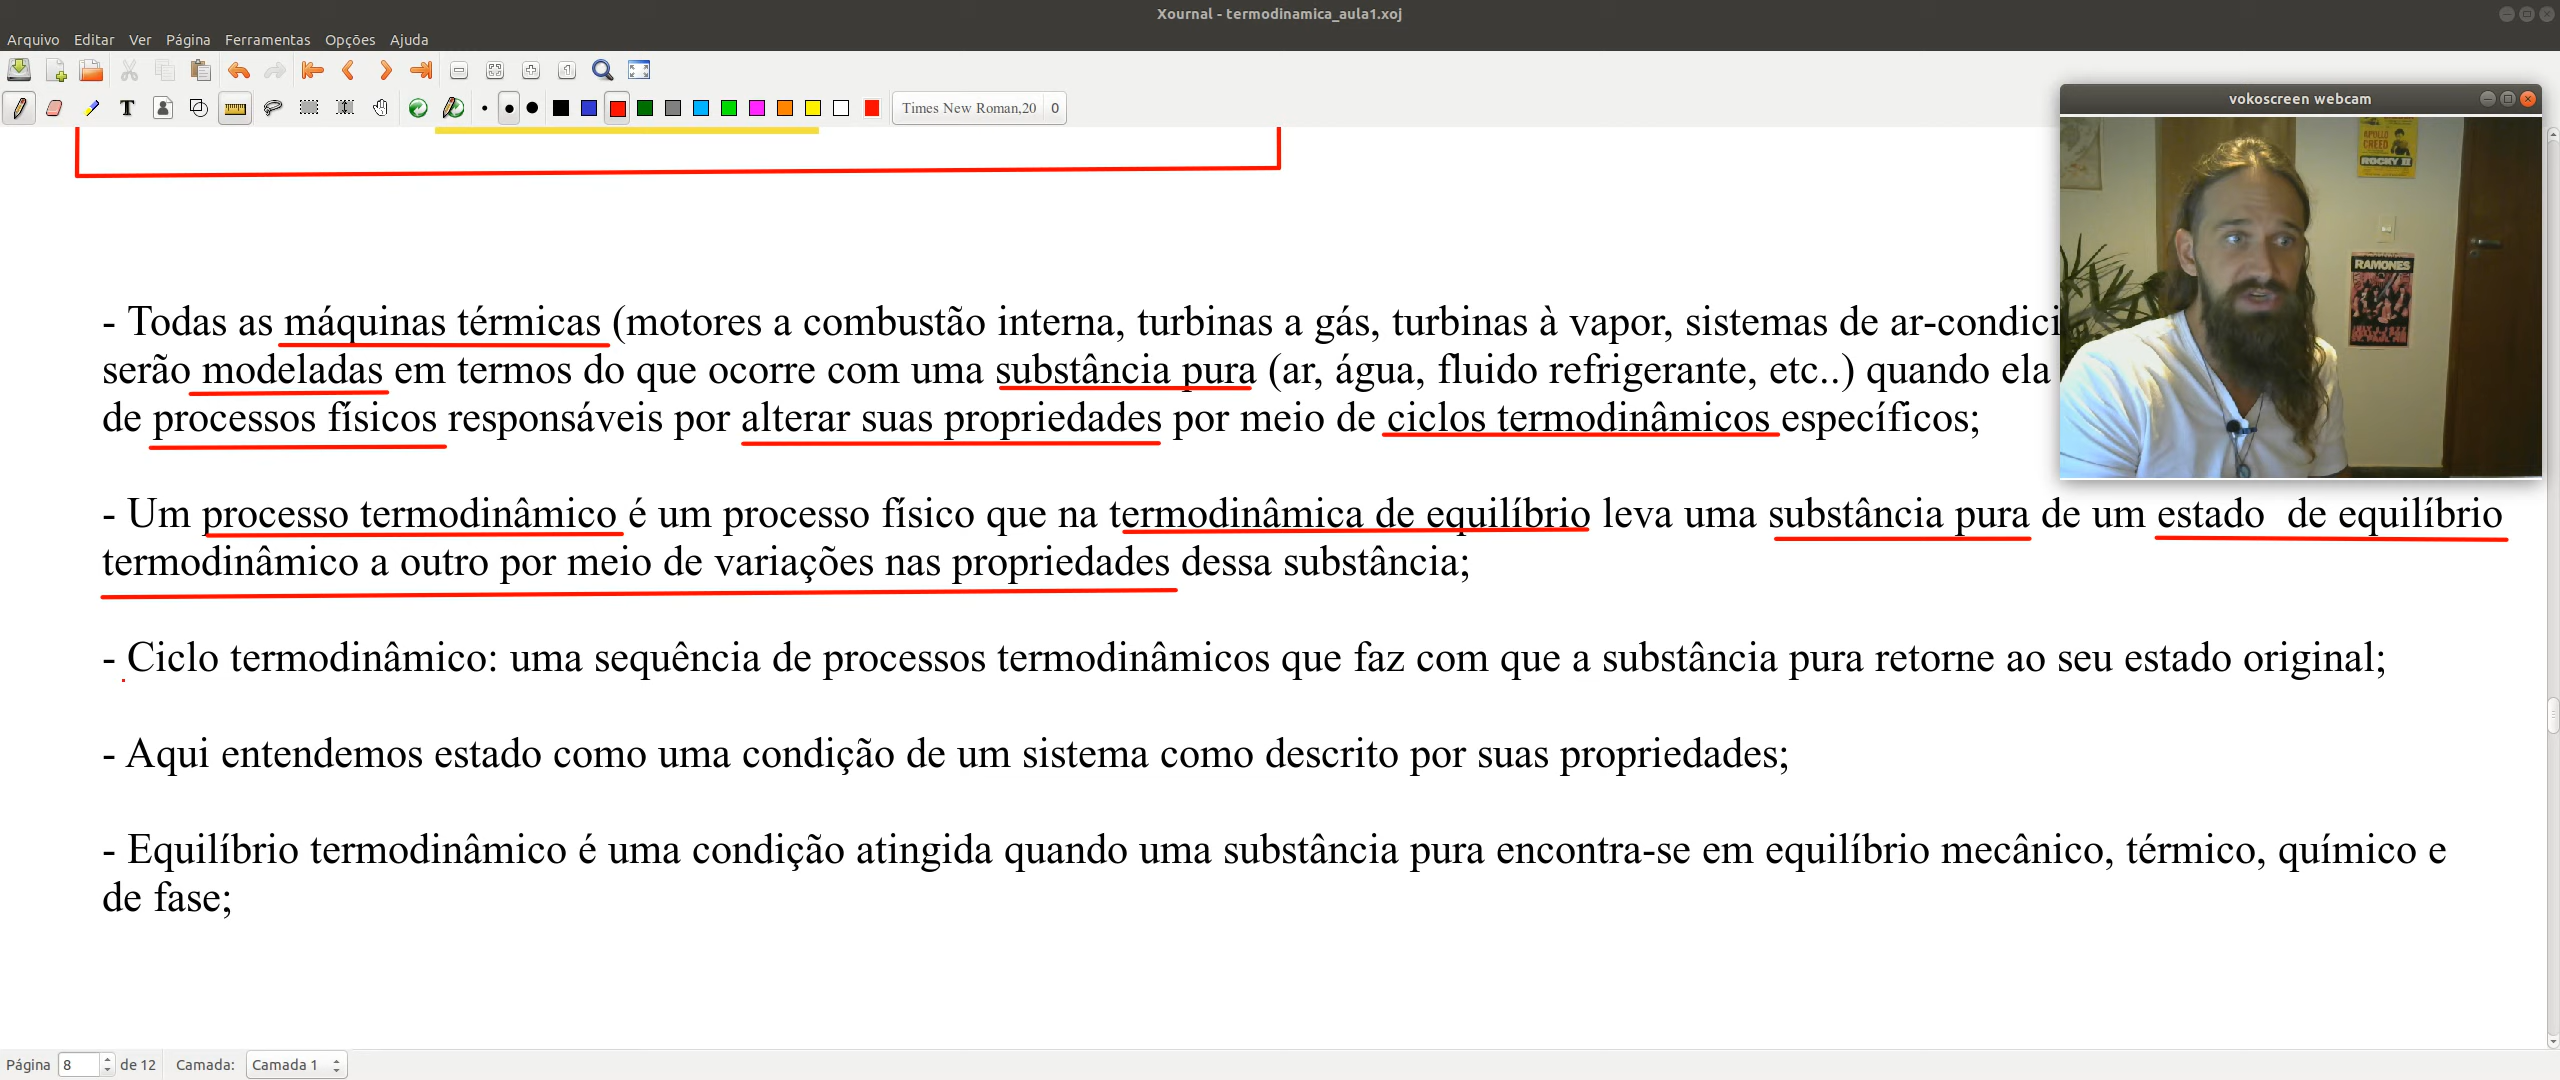 Xournal - termodinamica_aula1.xoj
Arquivo Editar Ver Página Ferramentas Opções Ajuda
Times New Roman,20 0
vokoscreen webcam
APOLLO
CREED
ROCKY II
RAMONES
- Todas as máquinas térmicas (motores a combustão interna, turbinas a gás, turbinas à vapor, sistemas de ar-condici
serão modeladas em termos do que ocorre com uma substância pura (ar, água, fluido refrigerante, etc..) quando ela
de processos físicos responsáveis por alterar suas propriedades por meio de ciclos termodinâmicos específicos;
- Um processo termodinâmico é um processo físico que na termodinâmica de equilíbrio leva uma substância pura de um estado  de equilíbrio
termodinâmico a outro por meio de variações nas propriedades dessa substância;
- Ciclo termodinâmico: uma sequência de processos termodinâmicos que faz com que a substância pura retorne ao seu estado original;
- Aqui entendemos estado como uma condição de um sistema como descrito por suas propriedades;
- Equilíbrio termodinâmico é uma condição atingida quando uma substância pura encontra-se em equilíbrio mecânico, térmico, químico e
de fase;
Página 8 de 12 Camada: Camada 1